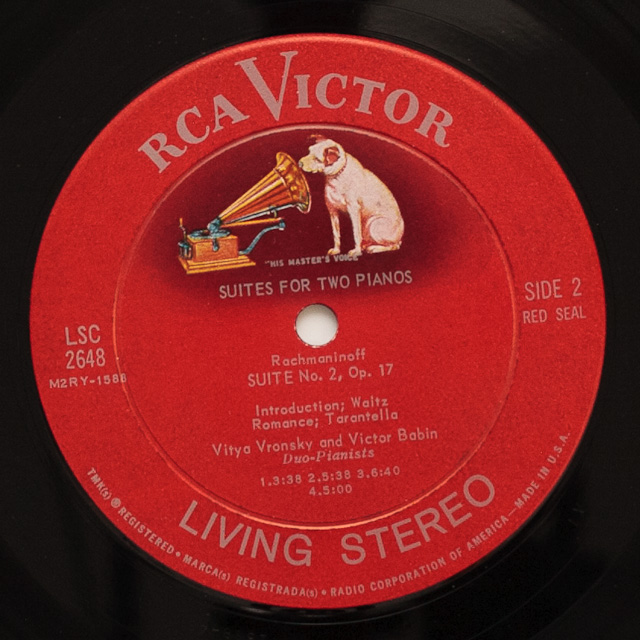 RCA VICTOR
"HIS MASTER'S VOICE"
SUITES FOR TWO PIANOS
SIDE 2
RED SEAL
LSC
2648
M2RY-1586
Rachmaninoff
SUITE No. 2, Op. 17
Introduction; Waltz
Romance; Tarantella
Vitya Vronsky and Victor Babin
Duo-Pianists
1.3:38 2.5:38 3.6:40
4.5:00
LIVING STEREO
TMK(s) ® REGISTERED • MARCA(s) REGISTRADA(s) • RADIO CORPORATION OF AMERICA—MADE IN U.S.A.